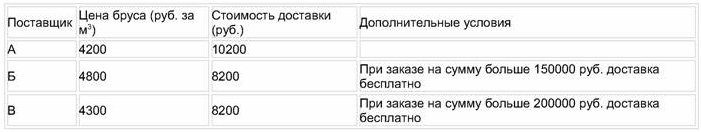 Поставщик Цена бруса (руб. за м³) Стоимость доставки (руб.) Дополнительные условия
А 4200 10200
Б 4800 8200 При заказе на сумму больше 150000 руб. доставка бесплатно
В 4300 8200 При заказе на сумму больше 200000 руб. доставка бесплатно